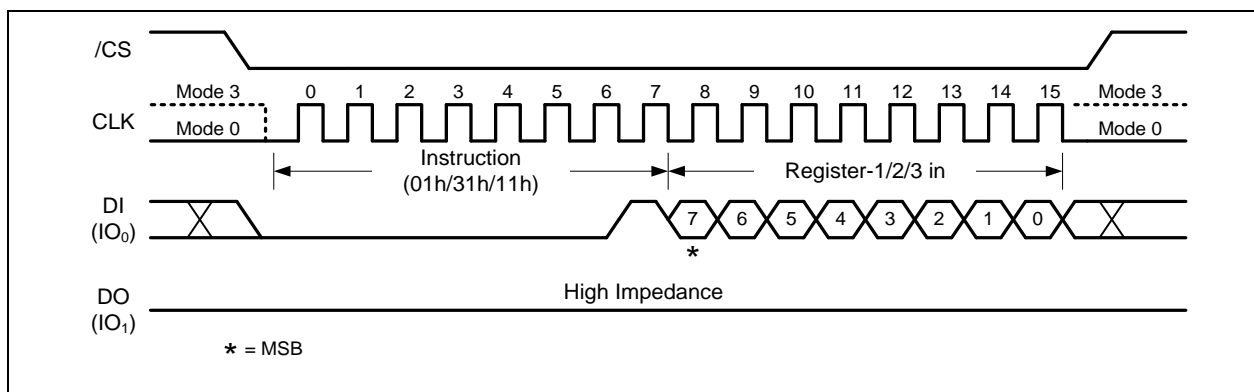 /CS
Mode 3 0 1 2 3 4 5 6 7 8 9 10 11 12 13 14 15 Mode 3
CLK
Mode 0 Mode 0
Instruction
(01h/31h/11h)
Register-1/2/3 in
DI
(IO₀)
7 6 5 4 3 2 1 0
*
High Impedance
DO
(IO₁)
* = MSB